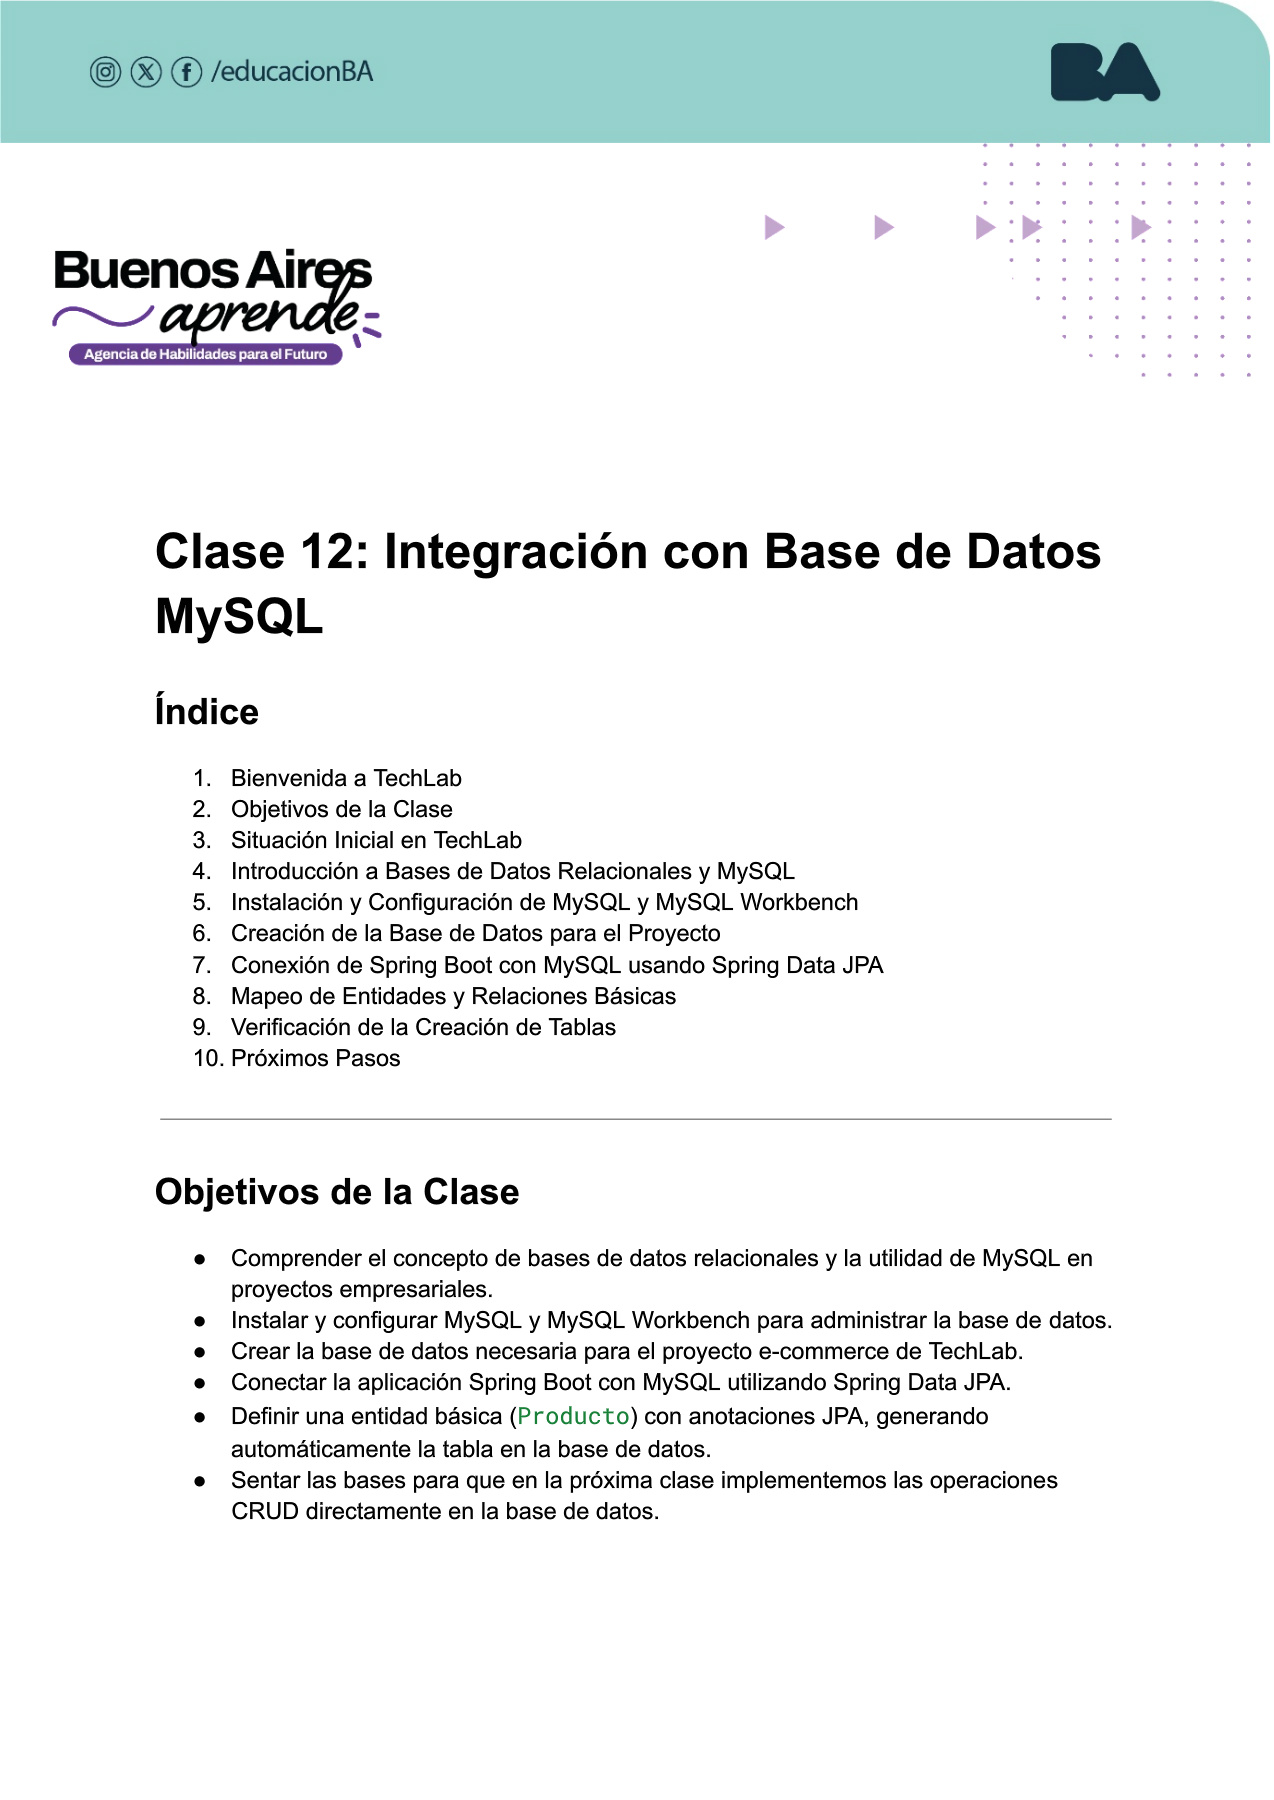 /educacionBA
BA
Buenos Aires
aprende
Agencia de Habilidades para el Futuro
Clase 12: Integración con Base de Datos
MySQL
Índice
1. Bienvenida a TechLab
2. Objetivos de la Clase
3. Situación Inicial en TechLab
4. Introducción a Bases de Datos Relacionales y MySQL
5. Instalación y Configuración de MySQL y MySQL Workbench
6. Creación de la Base de Datos para el Proyecto
7. Conexión de Spring Boot con MySQL usando Spring Data JPA
8. Mapeo de Entidades y Relaciones Básicas
9. Verificación de la Creación de Tablas
10. Próximos Pasos
Objetivos de la Clase
● Comprender el concepto de bases de datos relacionales y la utilidad de MySQL en
proyectos empresariales.
● Instalar y configurar MySQL y MySQL Workbench para administrar la base de datos.
● Crear la base de datos necesaria para el proyecto e-commerce de TechLab.
● Conectar la aplicación Spring Boot con MySQL utilizando Spring Data JPA.
● Definir una entidad básica (Producto) con anotaciones JPA, generando
automáticamente la tabla en la base de datos.
● Sentar las bases para que en la próxima clase implementemos las operaciones
CRUD directamente en la base de datos.